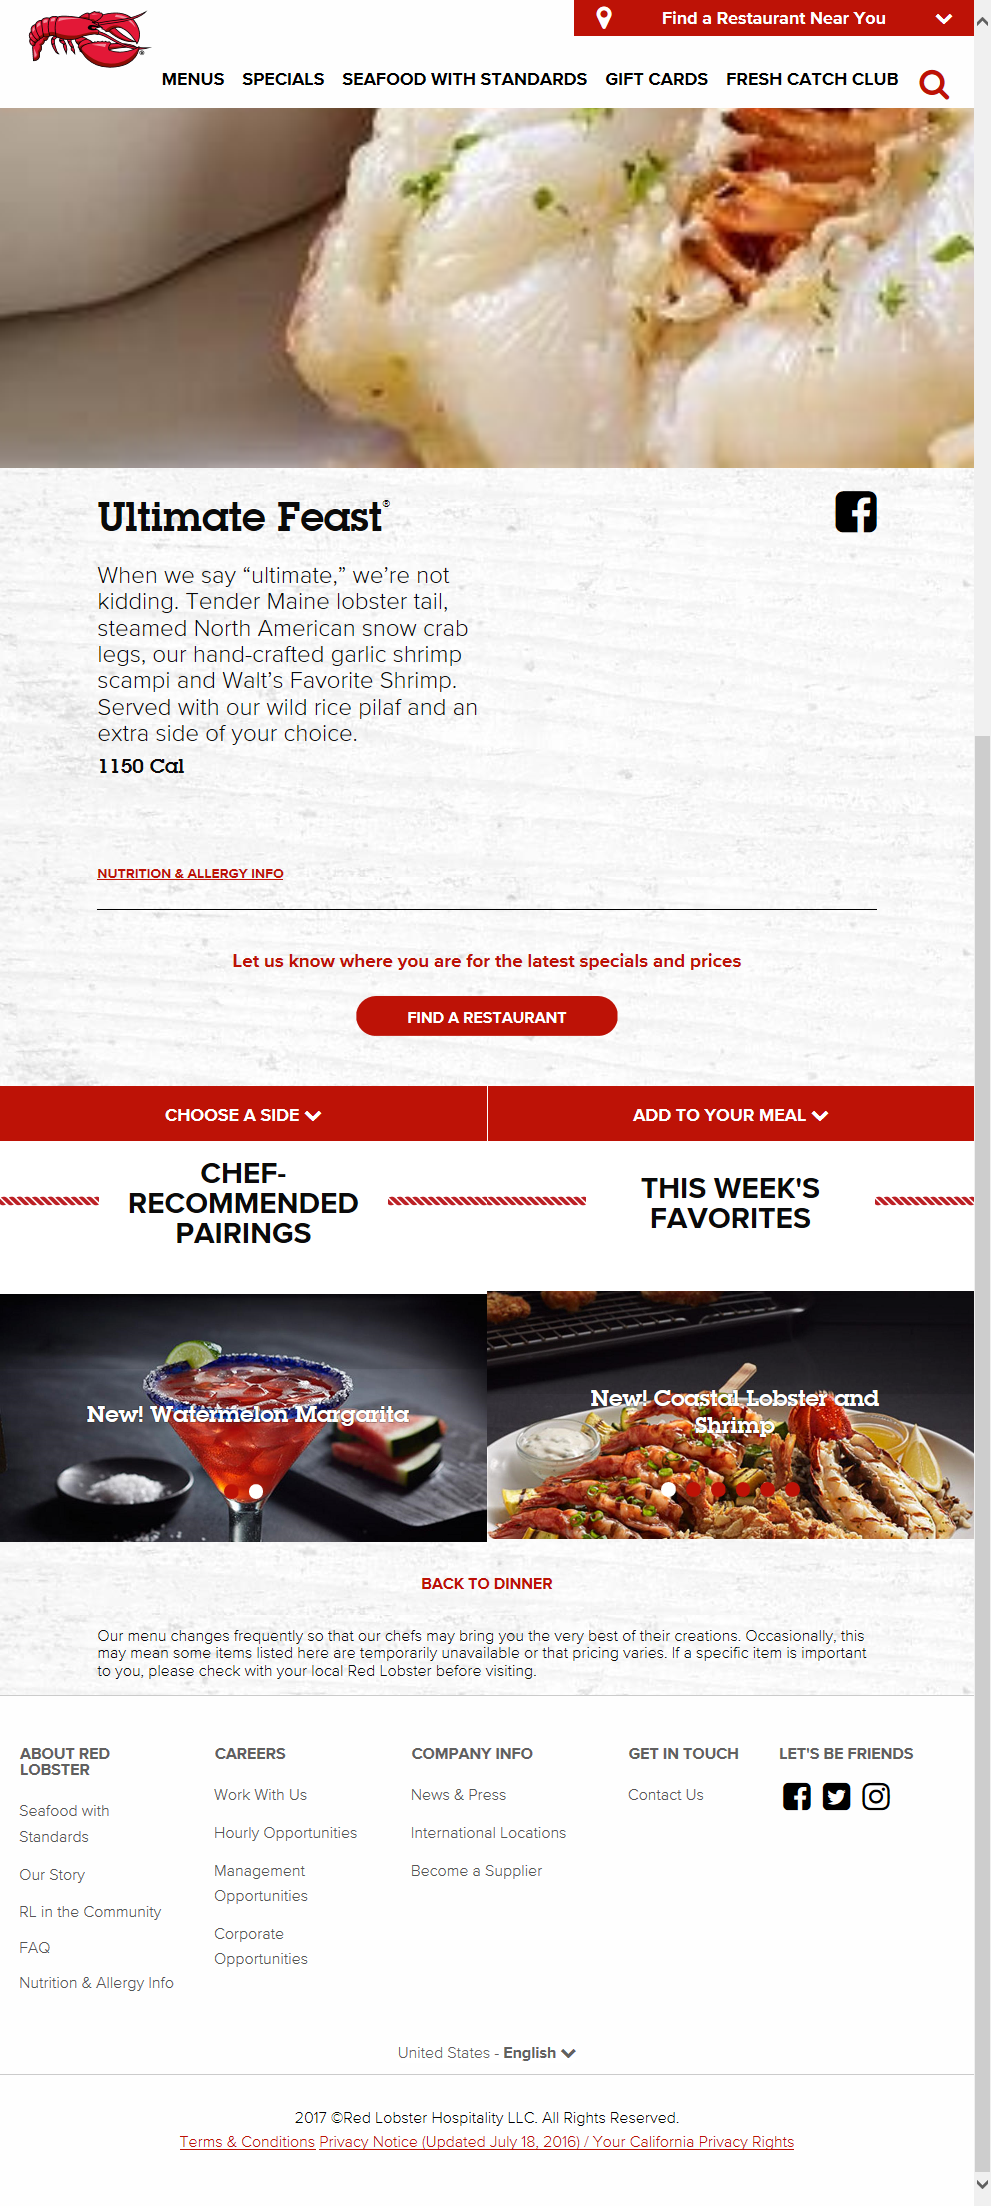 Find a Restaurant Near You
MENUS SPECIALS SEAFOOD WITH STANDARDS GIFT CARDS FRESH CATCH CLUB
Ultimate Feast®
When we say “ultimate,” we’re not
kidding. Tender Maine lobster tail,
steamed North American snow crab
legs, our hand-crafted garlic shrimp
scampi and Walt’s Favorite Shrimp.
Served with our wild rice pilaf and an
extra side of your choice.
1150 Cal
NUTRITION & ALLERGY INFO
Let us know where you are for the latest specials and prices
FIND A RESTAURANT
CHOOSE A SIDE
ADD TO YOUR MEAL
CHEF-
RECOMMENDED
PAIRINGS
THIS WEEK'S
FAVORITES
New! Watermelon Margarita
New! Coastal Lobster and
Shrimp
BACK TO DINNER
Our menu changes frequently so that our chefs may bring you the very best of their creations. Occasionally, this
may mean some items listed here are temporarily unavailable or that pricing varies. If a specific item is important
to you, please check with your local Red Lobster before visiting.
ABOUT RED
LOBSTER
Seafood with
Standards
Our Story
RL in the Community
FAQ
Nutrition & Allergy Info
CAREERS
Work With Us
Hourly Opportunities
Management
Opportunities
Corporate
Opportunities
COMPANY INFO
News & Press
International Locations
Become a Supplier
GET IN TOUCH
Contact Us
LET'S BE FRIENDS
United States - English
2017 ©Red Lobster Hospitality LLC. All Rights Reserved.
Terms & Conditions Privacy Notice (Updated July 18, 2016) / Your California Privacy Rights